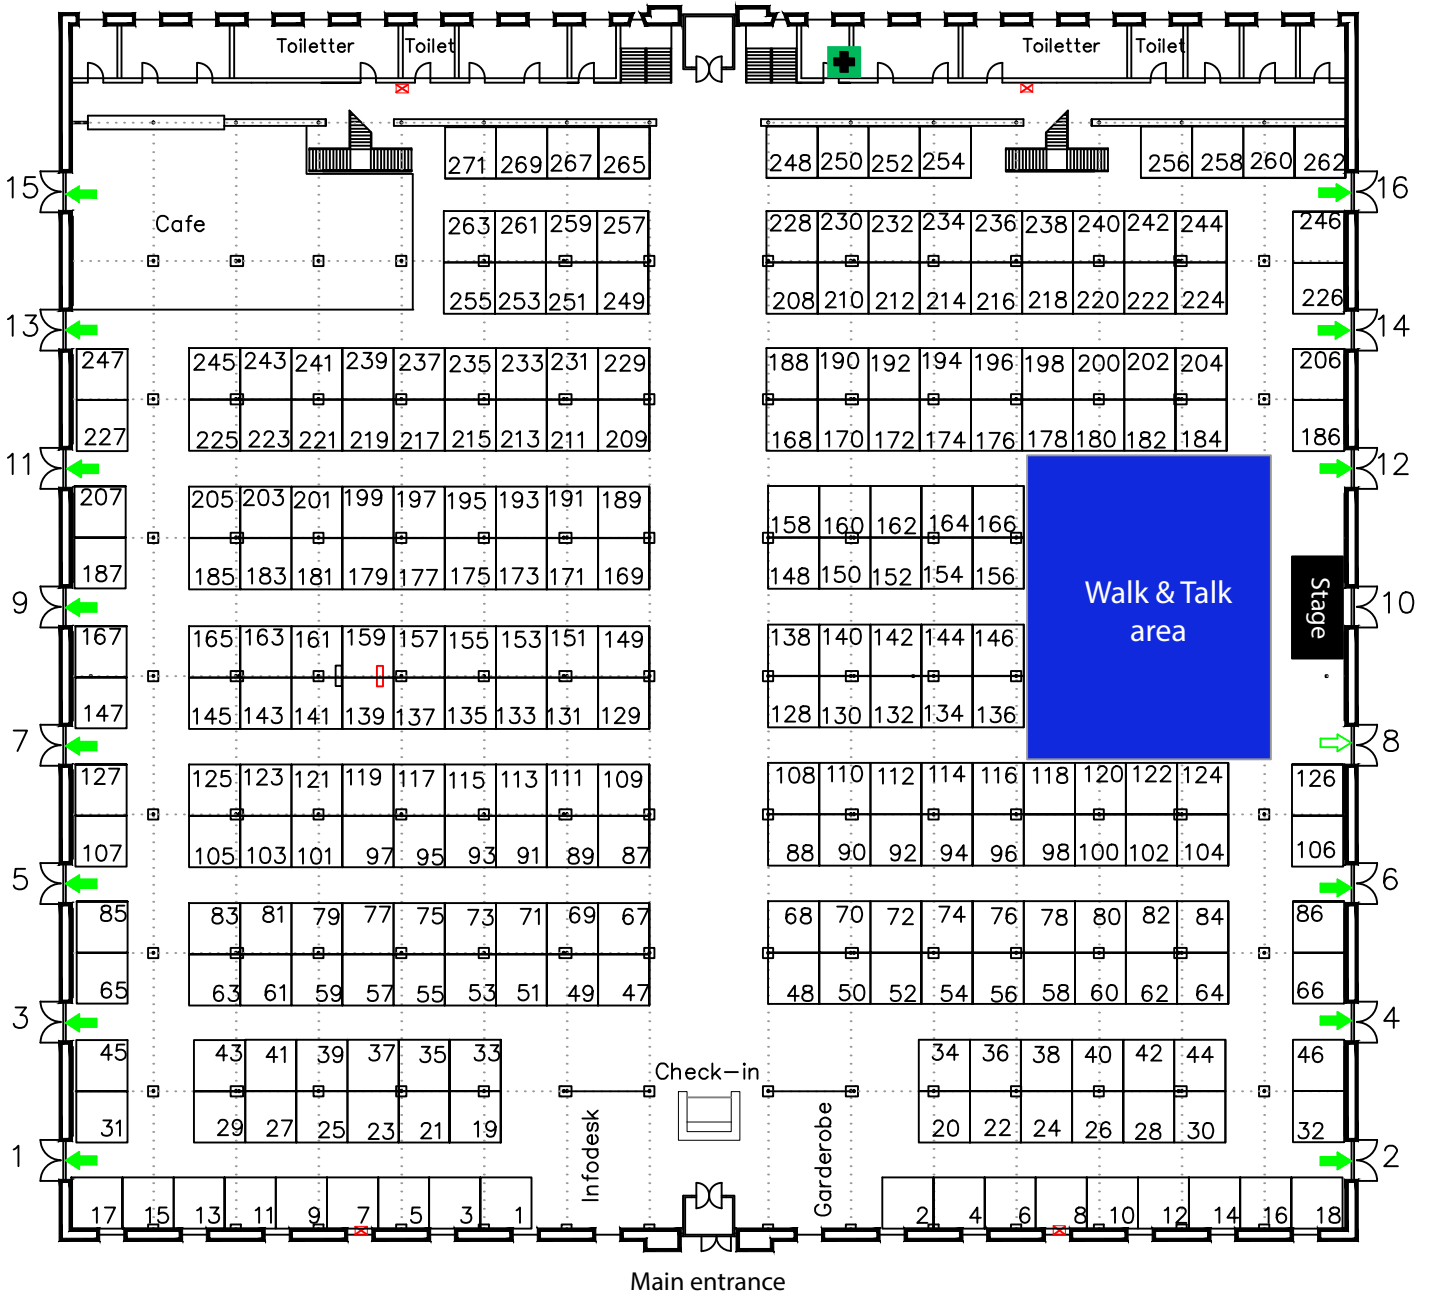 Toiletter Toilet Toiletter Toilet
271 269 267 265 248 250 252 254 256 258 260 262
15 16
Cafe 263 261 259 257 228 230 232 234 236 238 240 242 244 246
255 253 251 249 208 210 212 214 216 218 220 222 224 226
13 14
247 245 243 241 239 237 235 233 231 229 188 190 192 194 196 198 200 202 204 206
227 225 223 221 219 217 215 213 211 209 168 170 172 174 176 178 180 182 184 186
11 12
207 205 203 201 199 197 195 193 191 189 158 160 162 164 166
187 185 183 181 179 177 175 173 171 169 148 150 152 154 156
Walk & Talk
area
Stage
9 10
167 165 163 161 159 157 155 153 151 149 138 140 142 144 146
147 145 143 141 139 137 135 133 131 129 128 130 132 134 136
7 8
127 125 123 121 119 117 115 113 111 109 108 110 112 114 116 118 120 122 124 126
107 105 103 101 97 95 93 91 89 87 88 90 92 94 96 98 100 102 104 106
5 6
85 83 81 79 77 75 73 71 69 67 68 70 72 74 76 78 80 82 84 86
65 63 61 59 57 55 53 51 49 47 48 50 52 54 56 58 60 62 64 66
3 4
45 43 41 39 37 35 33 34 36 38 40 42 44 46
Check-in
31 29 27 25 23 21 19 20 22 24 26 28 30 32
Infodesk
Garderobe
1 2
17 15 13 11 9 7 5 3 1 2 4 6 8 10 12 14 16 18
Main entrance